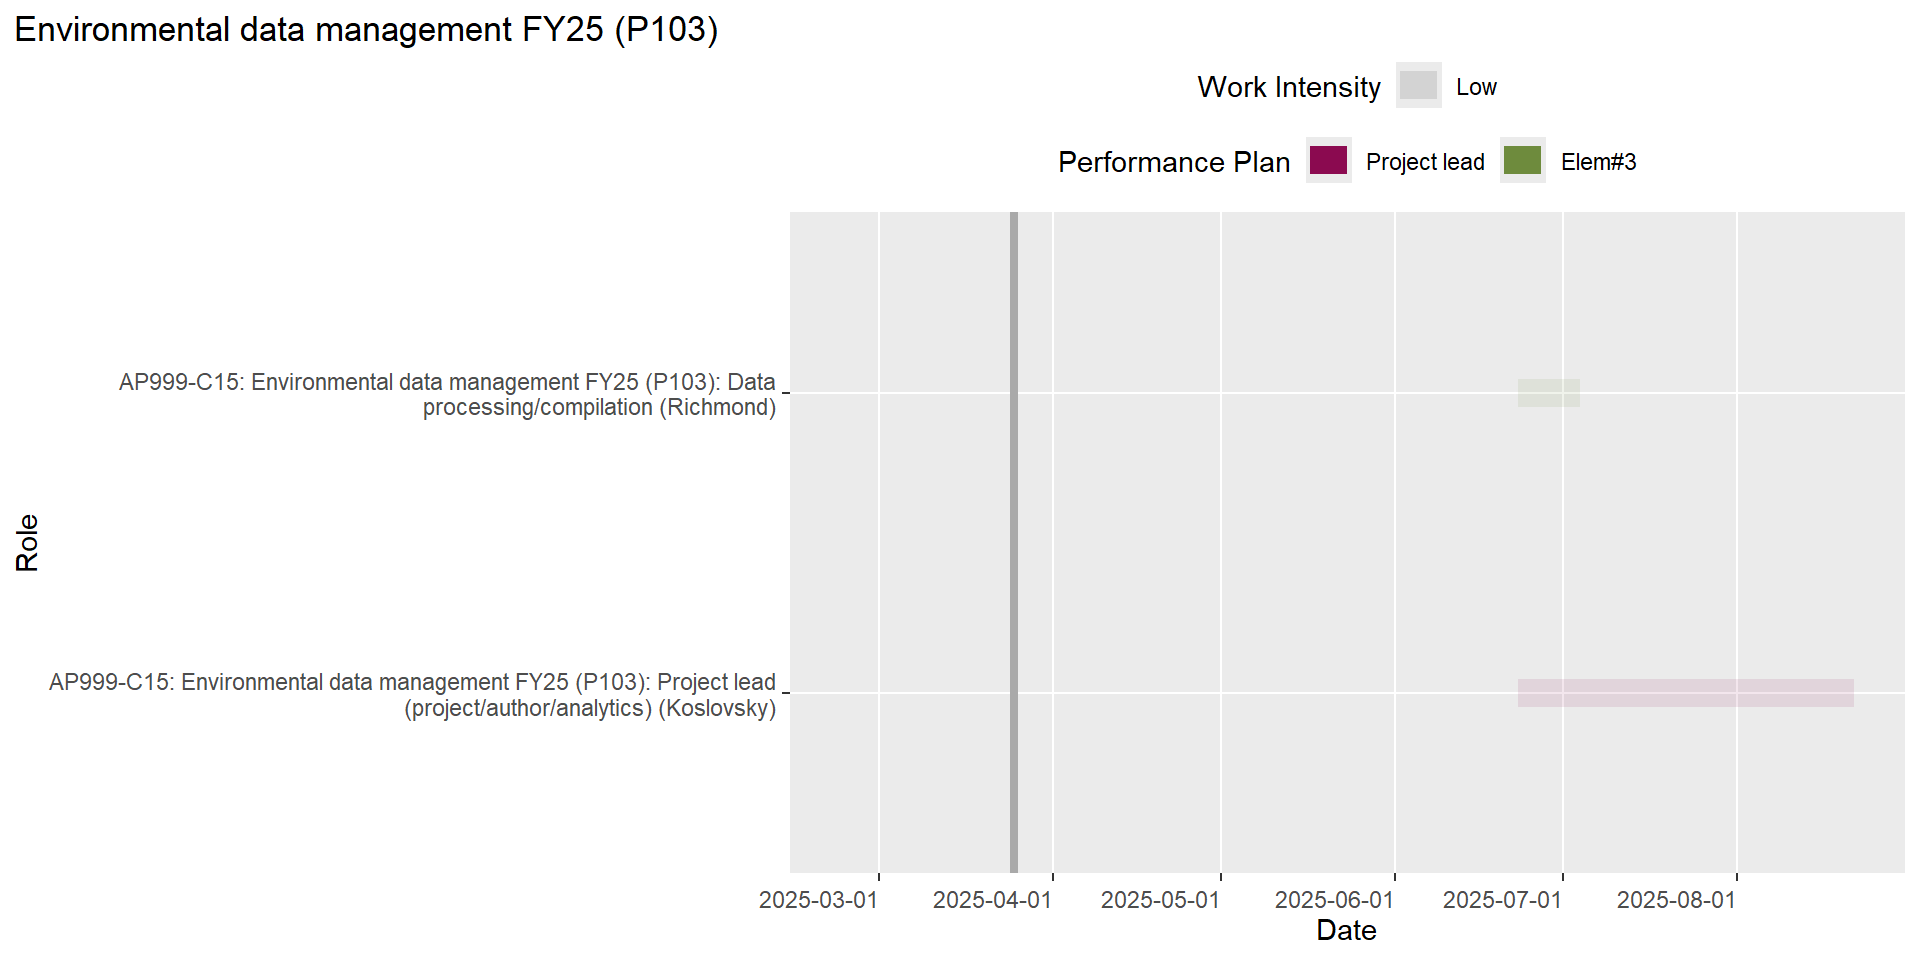 Environmental data management FY25 (P103)
Work Intensity Low
Performance Plan Project lead Elem#3
AP999-C15: Environmental data management FY25 (P103): Data
processing/compilation (Richmond)
Role
AP999-C15: Environmental data management FY25 (P103): Project lead
(project/author/analytics) (Koslovsky)
2025-03-01 2025-04-01 2025-05-01 2025-06-01 2025-07-01 2025-08-01
Date